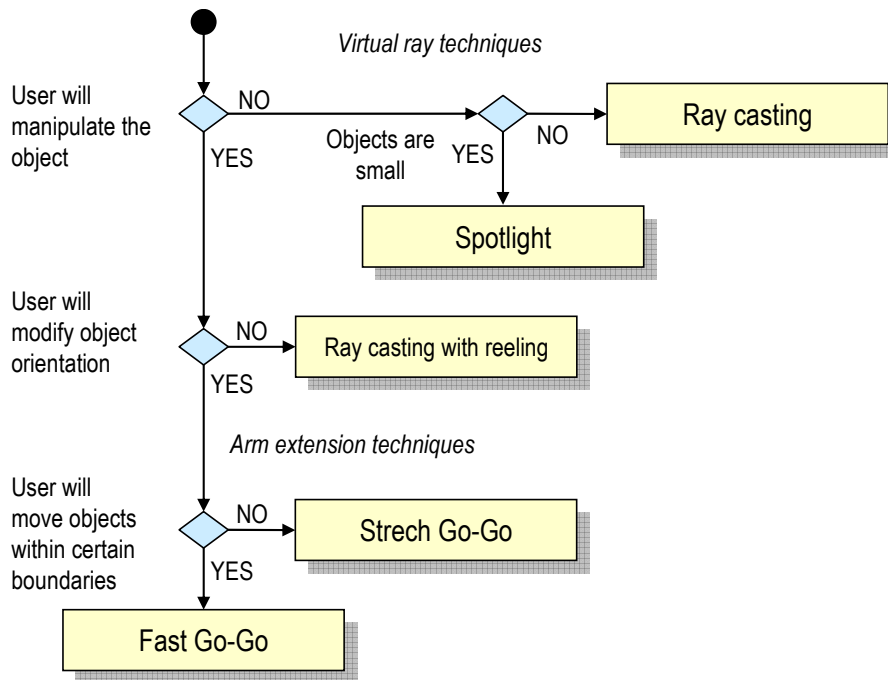 Virtual ray techniques
User will
manipulate the
object
NO
YES
Objects are
small
YES
NO
Ray casting
Spotlight
User will
modify object
orientation
NO
YES
Ray casting with reeling
Arm extension techniques
User will
move objects
within certain
boundaries
NO
YES
Strech Go-Go
Fast Go-Go